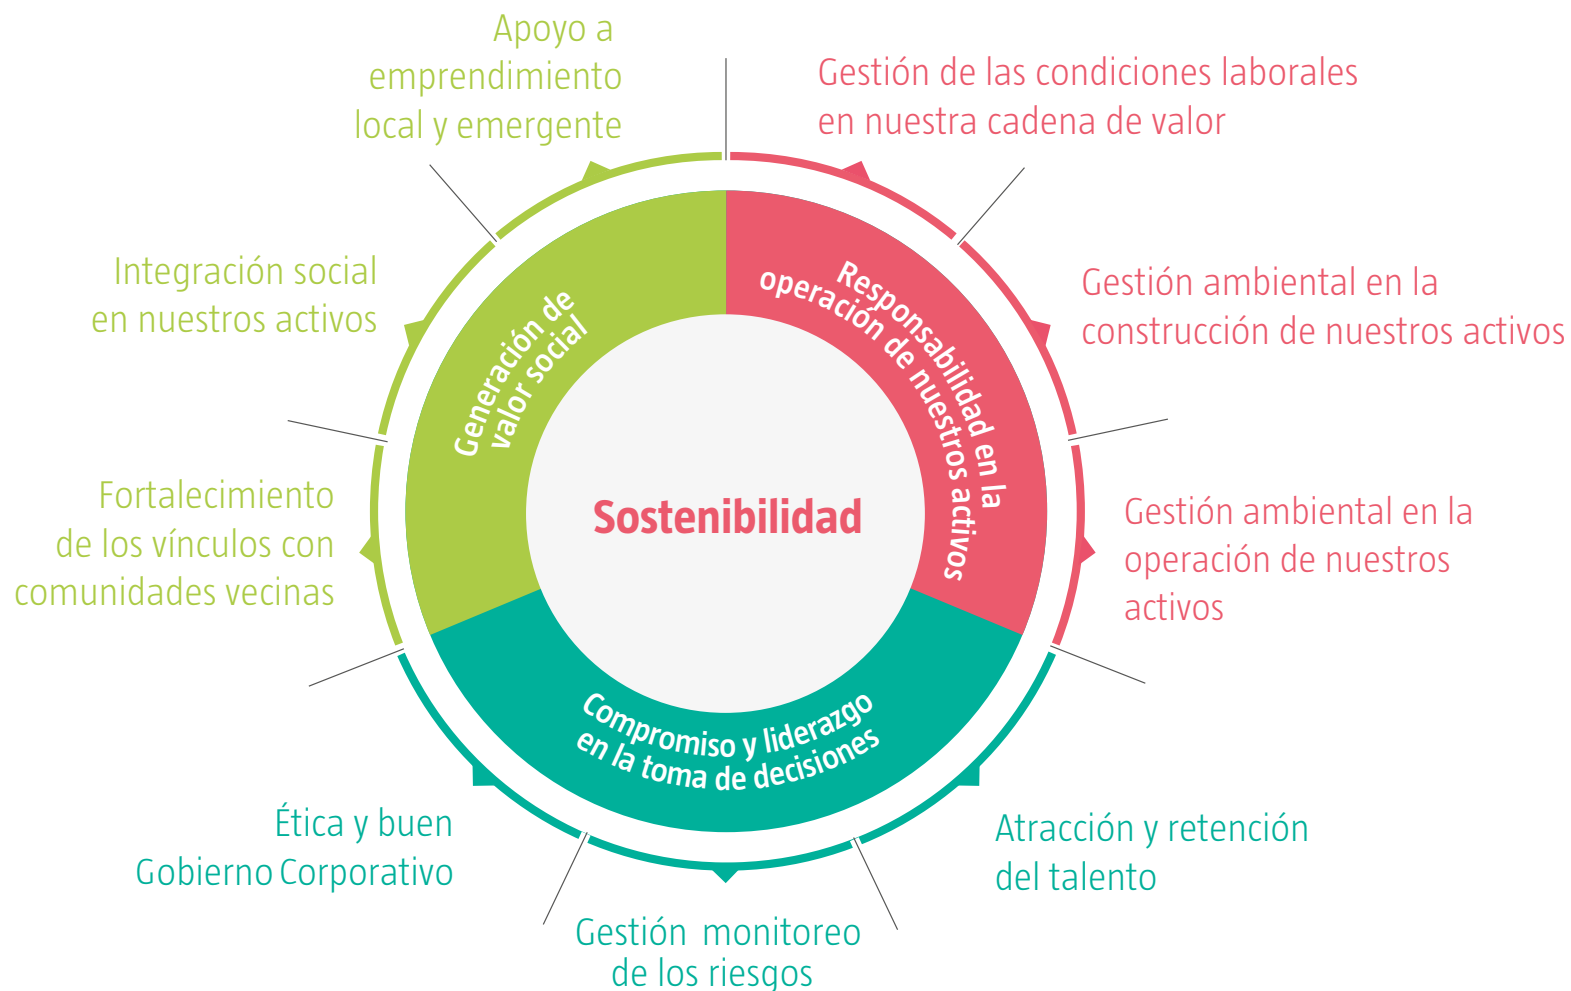 Apoyo a
emprendimiento
local y emergente
Gestión de las condiciones laborales
en nuestra cadena de valor
Integración social
en nuestros activos
Gestión ambiental en la
construcción de nuestros activos
Generación de
valor social
Responsabilidad en la
operación de nuestros activos
Sostenibilidad
Fortalecimiento
de los vínculos con
comunidades vecinas
Gestión ambiental en la
operación de nuestros
activos
Compromiso y liderazgo
en la toma de decisiones
Ética y buen
Gobierno Corporativo
Atracción y retención
del talento
Gestión monitoreo
de los riesgos